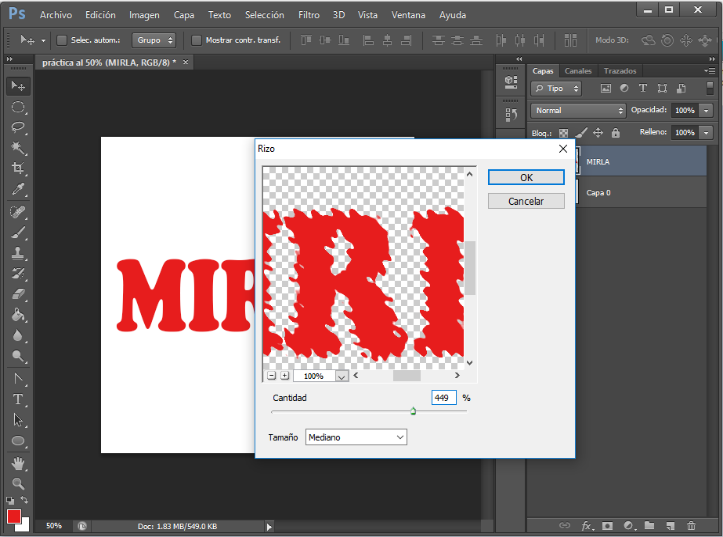 Ps Archivo Edición Imagen Capa Texto Selección Filtro 3D Vista Ventana Ayuda
Selec. autom.: Grupo Mostrar contr. transf. Modo 3D:
práctica al 50% (MIRLA, RGB/8) * ×
Capas Canales Trazados
Tipo
Normal Opacidad: 100%
Bloq.: Relleno: 100%
MIRLA
Capa 0
MIR
Rizo
OK
Cancelar
RI
100%
Cantidad 449 %
Tamaño Mediano
T
50% Doc: 1.83 MB/549.0 KB
fx